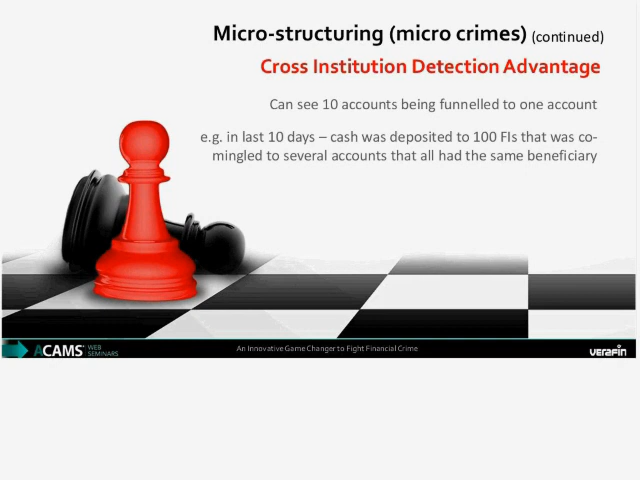 Micro-structuring (micro crimes) (continued)
Cross Institution Detection Advantage
Can see 10 accounts being funnelled to one account
e.g. in last 10 days – cash was deposited to 100 FIs that was co-
mingled to several accounts that all had the same beneficiary
ACAMS WEB SEMINARS
An Innovative Game Changer to Fight Financial Crime
verafin